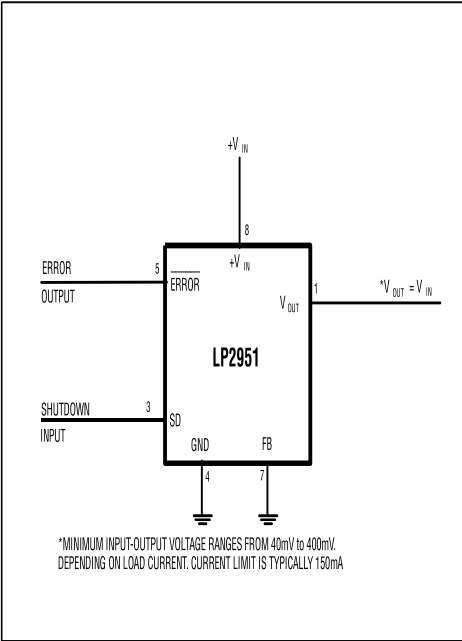 +V IN
8
+V IN
ERROR
5
ERROR
OUTPUT
1
*V OUT = V IN
V OUT
LP2951
SHUTDOWN
3
SD
INPUT
GND
FB
4
7
*MINIMUM INPUT-OUTPUT VOLTAGE RANGES FROM 40mV to 400mV.
DEPENDING ON LOAD CURRENT. CURRENT LIMIT IS TYPICALLY 150mA